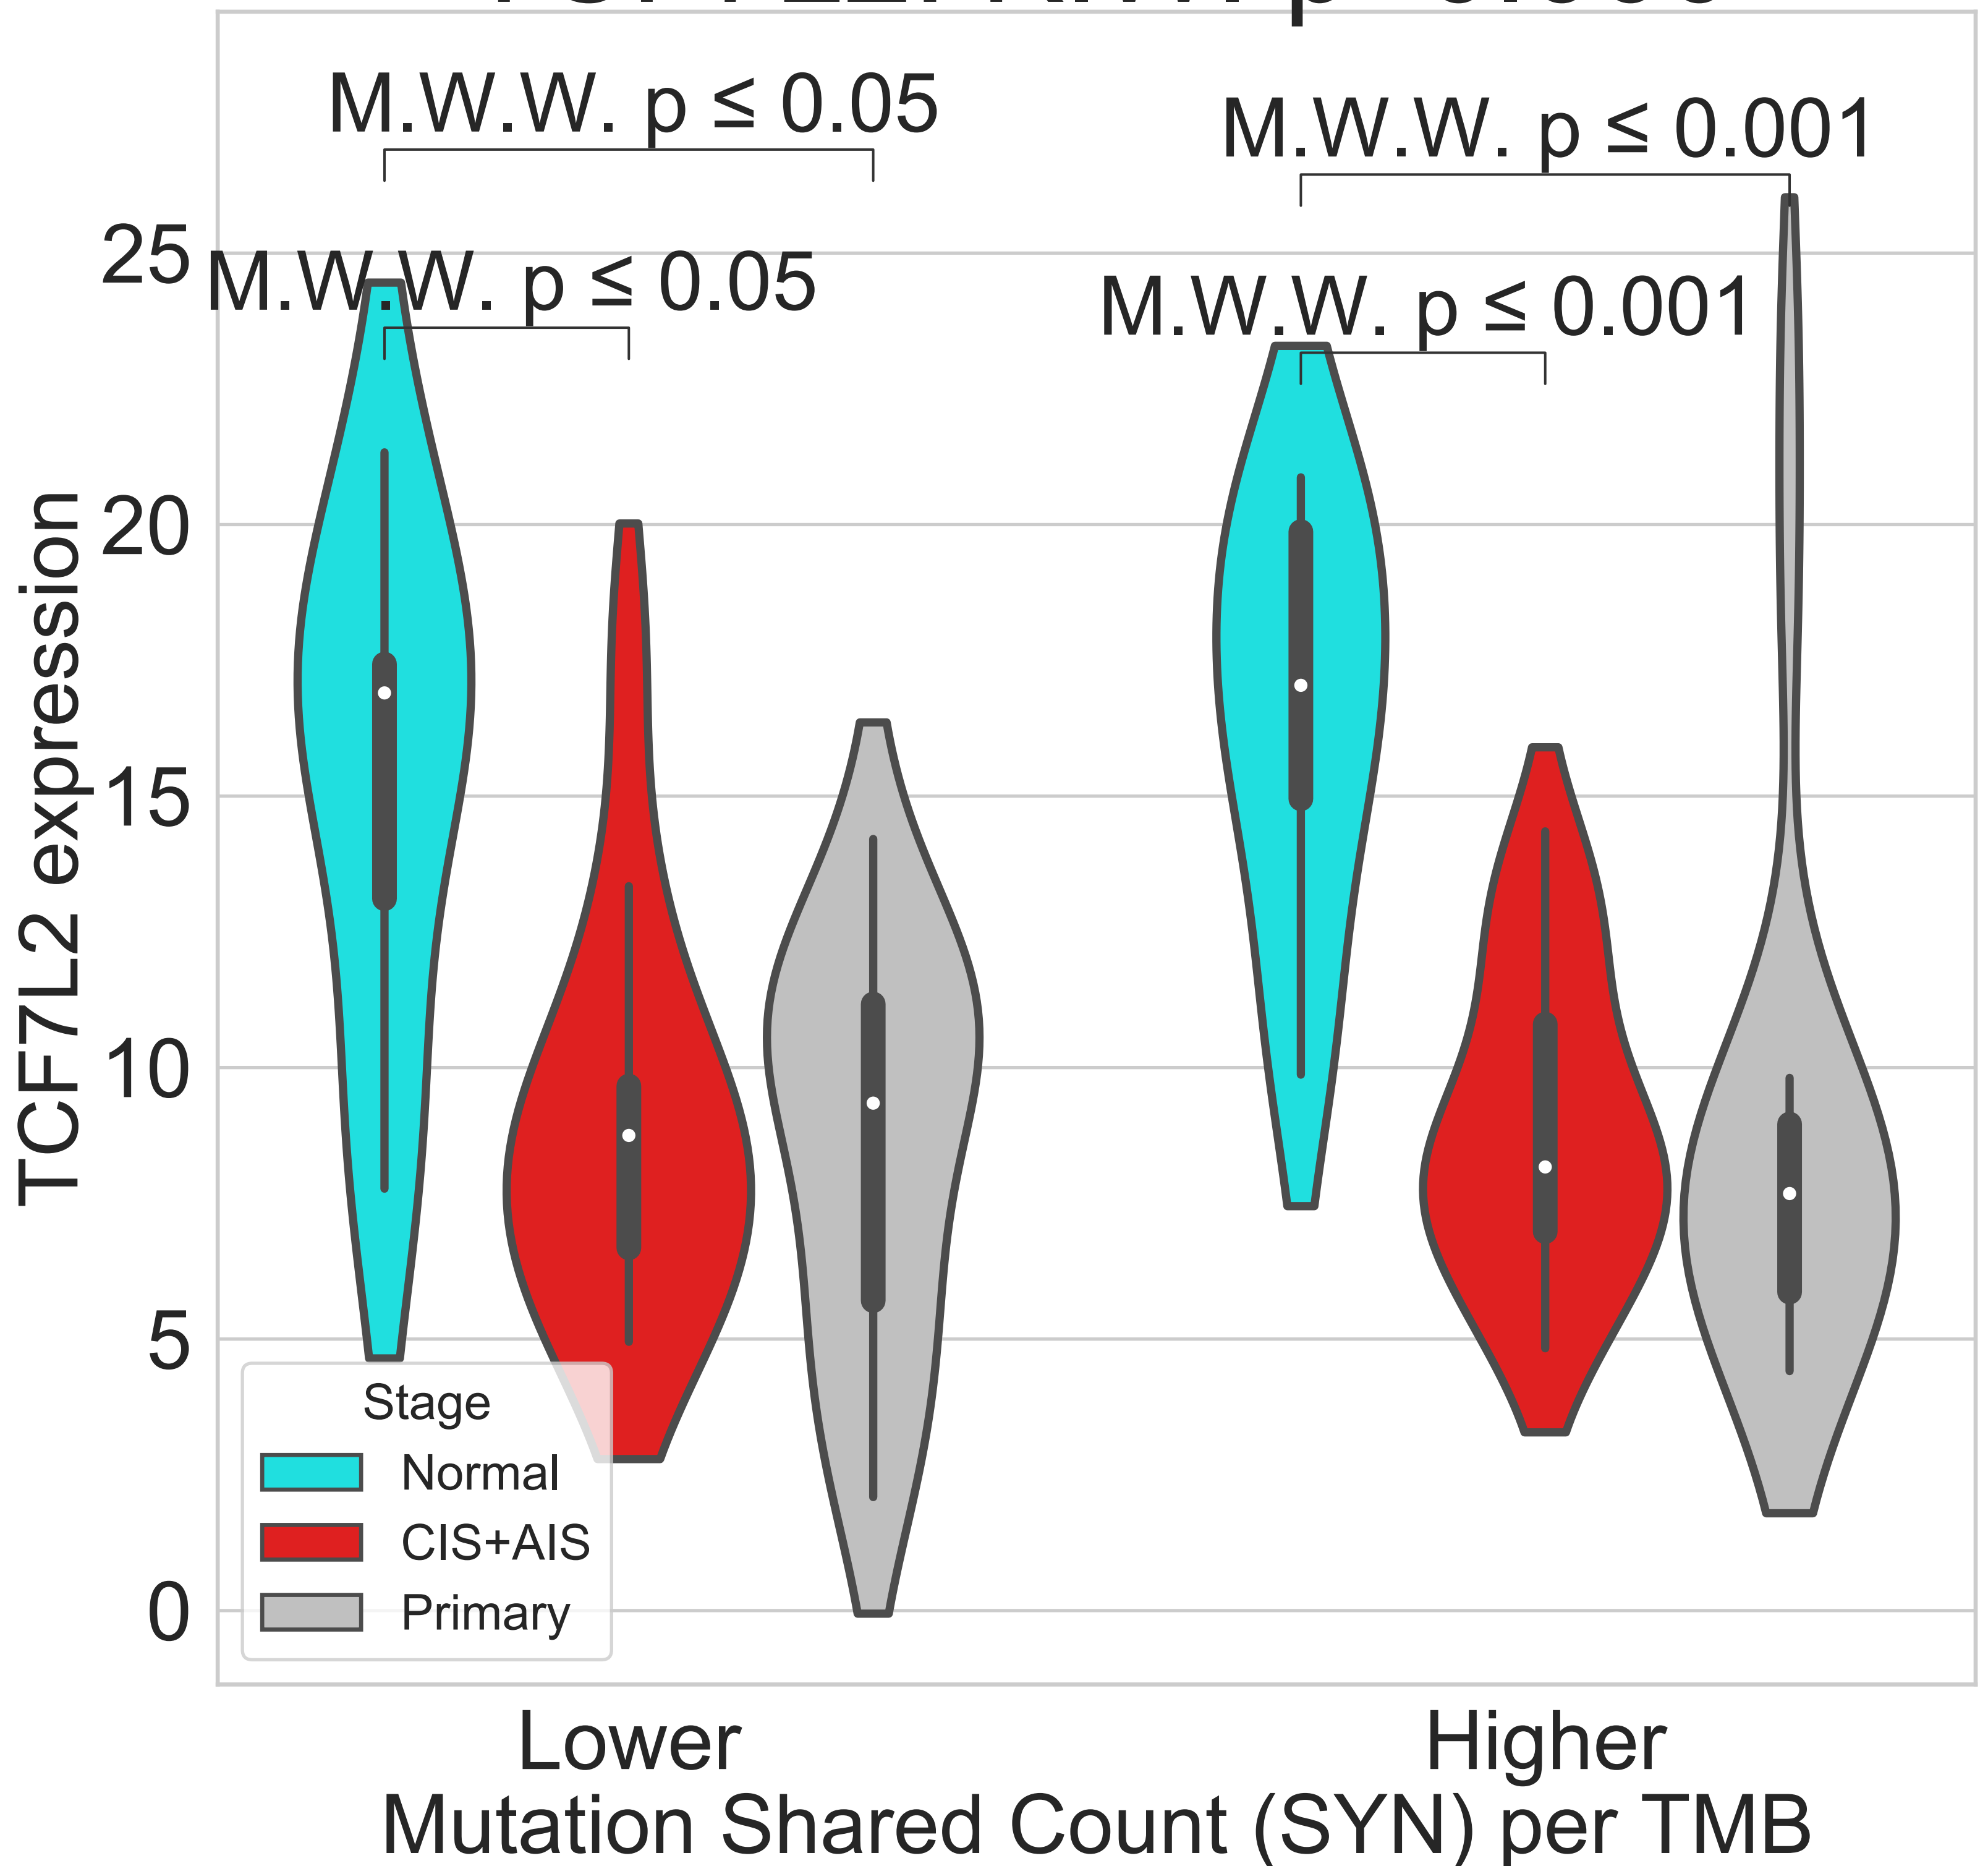 M.W.W. p ≤ 0.05
M.W.W. p ≤ 0.001
M.W.W. p ≤ 0.05
M.W.W. p ≤ 0.001
TCF7L2 expression
25
20
15
10
5
0
Stage
Normal
CIS+AIS
Primary
Lower
Higher
Mutation Shared Count (SYN) per TMB